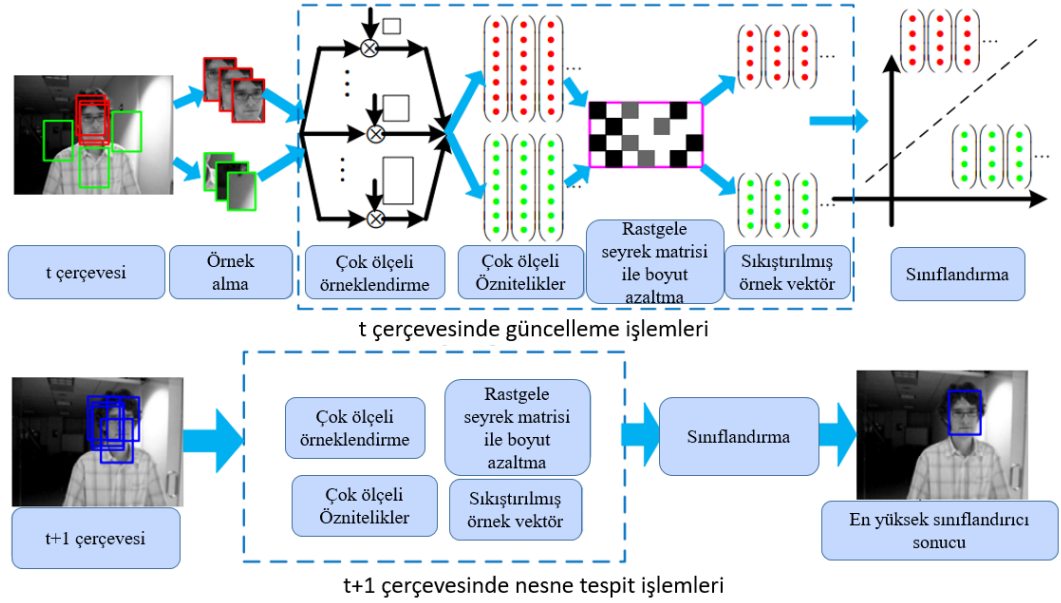 t çerçevesi
Örnek
alma
Çok ölçeli
örneklendirme
Çok ölçeli
Öznitelikler
Rastgele
seyrek matrisi
ile boyut
azaltma
Sıkıştırılmış
örnek vektör
Sınıflandırma
t çerçevesinde güncelleme işlemleri
t+1 çerçevesi
Çok ölçeli
örneklendirme
Rastgele
seyrek matrisi
ile boyut
azaltma
Çok ölçeli
Öznitelikler
Sıkıştırılmış
örnek vektör
Sınıflandırma
En yüksek sınıflandırıcı
sonucu
t+1 çerçevesinde nesne tespit işlemleri